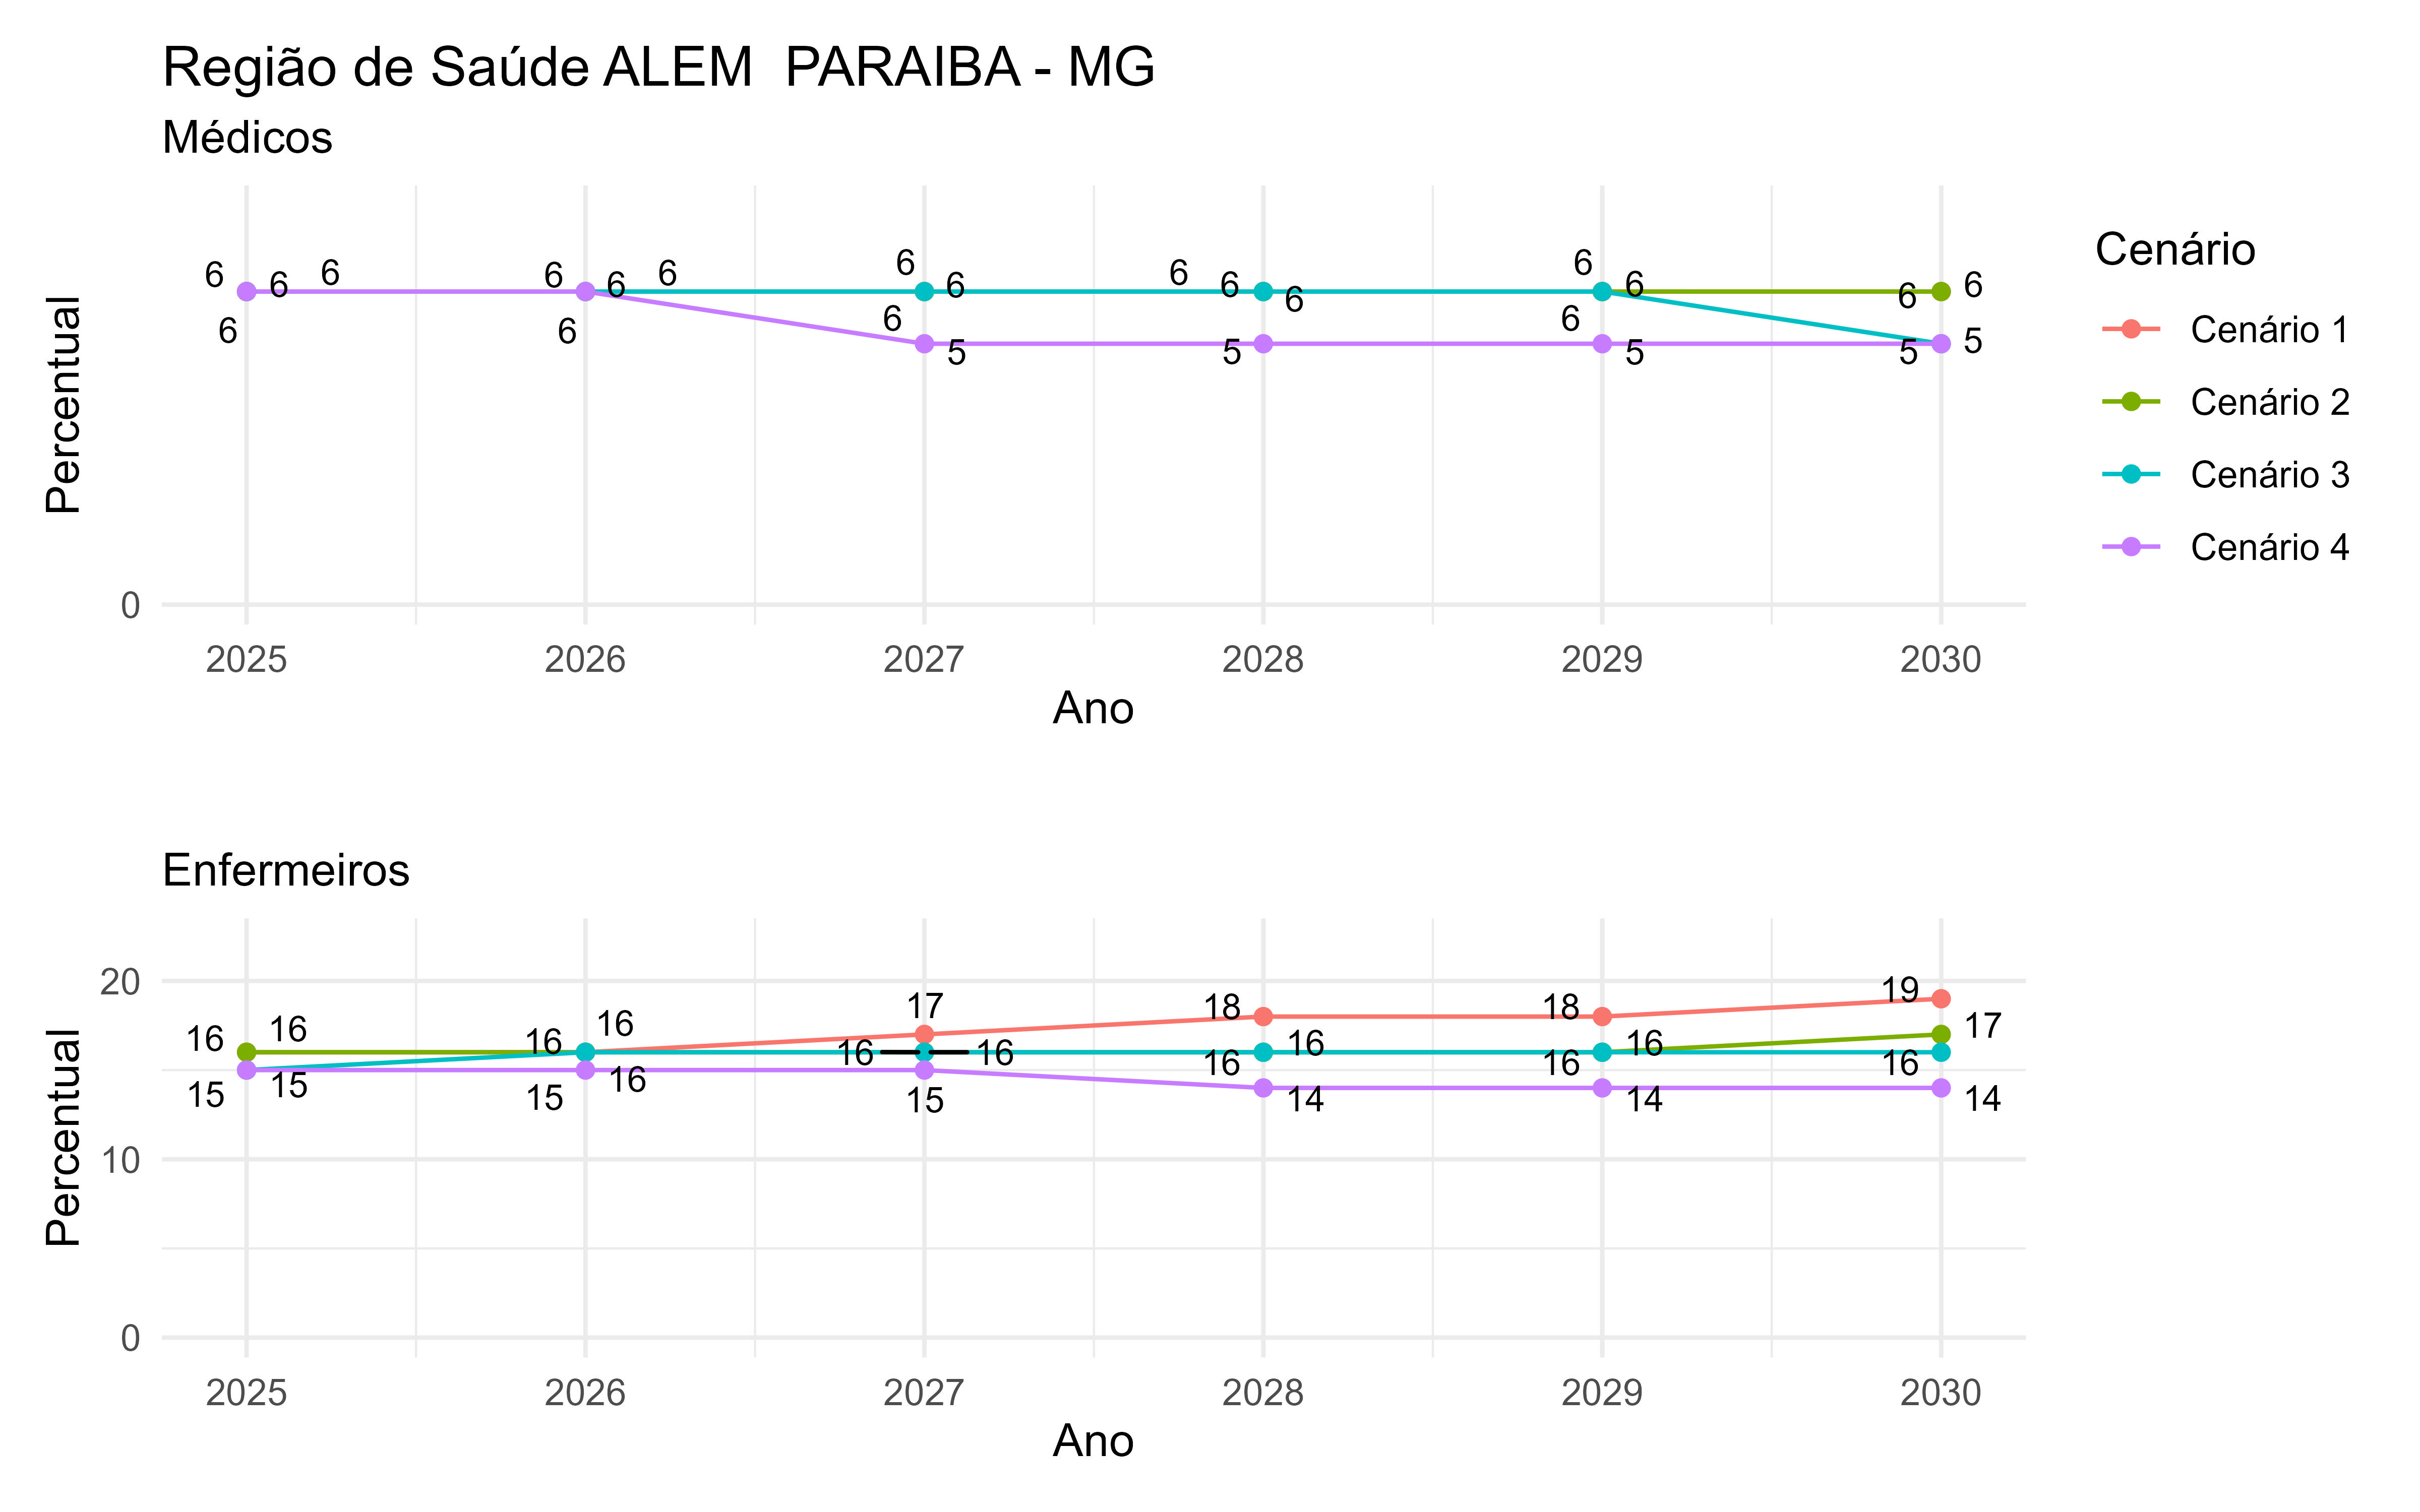 Região de Saúde ALEM  PARAIBA - MG
Médicos
Percentual
6 6 6 6 6 6 6 6 6 6 6 6 6 6
6 6 6 6 6 6
5 5 5 5 5
0
2025 2026 2027 2028 2029 2030
Ano
Cenário
Cenário 1
Cenário 2
Cenário 3
Cenário 4
Enfermeiros
Percentual
20
10
0
16 16 16 16 17 18 18 19
16 16 16 16 17
15 15 15 16 15 16 14 16 14 16 14
2025 2026 2027 2028 2029 2030
Ano